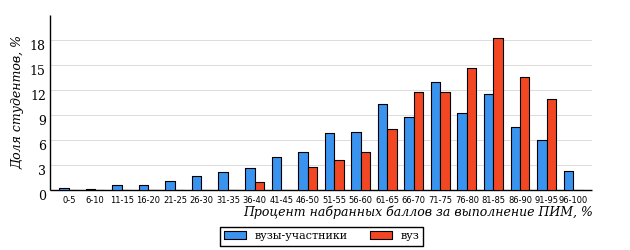 Доля студентов, %
18
15
12
9
6
3
0
0-5 6-10 11-15 16-20 21-25 26-30 31-35 36-40 41-45 46-50 51-55 56-60 61-65 66-70 71-75 76-80 81-85 86-90 91-95 96-100
Процент набранных баллов за выполнение ПИМ, %
вузы-участники вуз